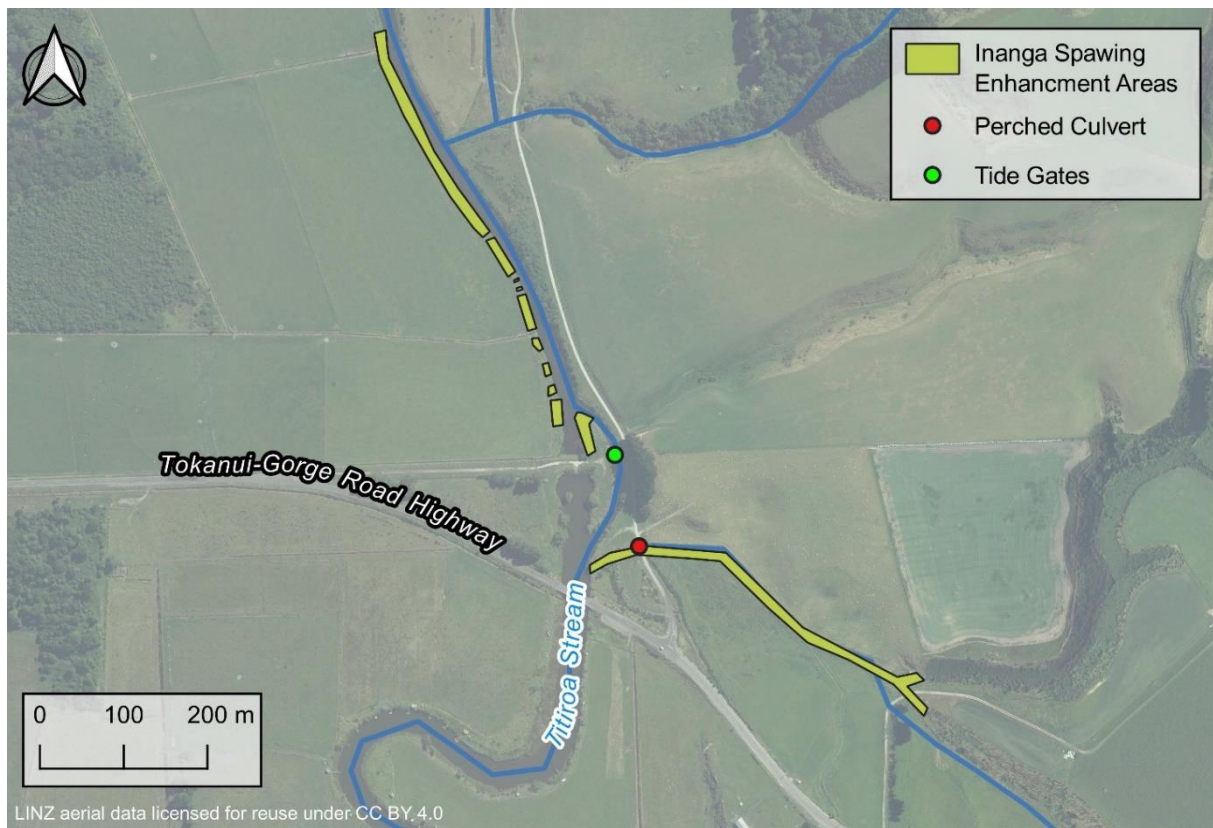 Inanga Spawing
Enhancment Areas
Perched Culvert
Tide Gates
Tokanui-Gorge Road Highway
Titiroa Stream
0 100 200 m
LINZ aerial data licensed for reuse under CC BY 4.0